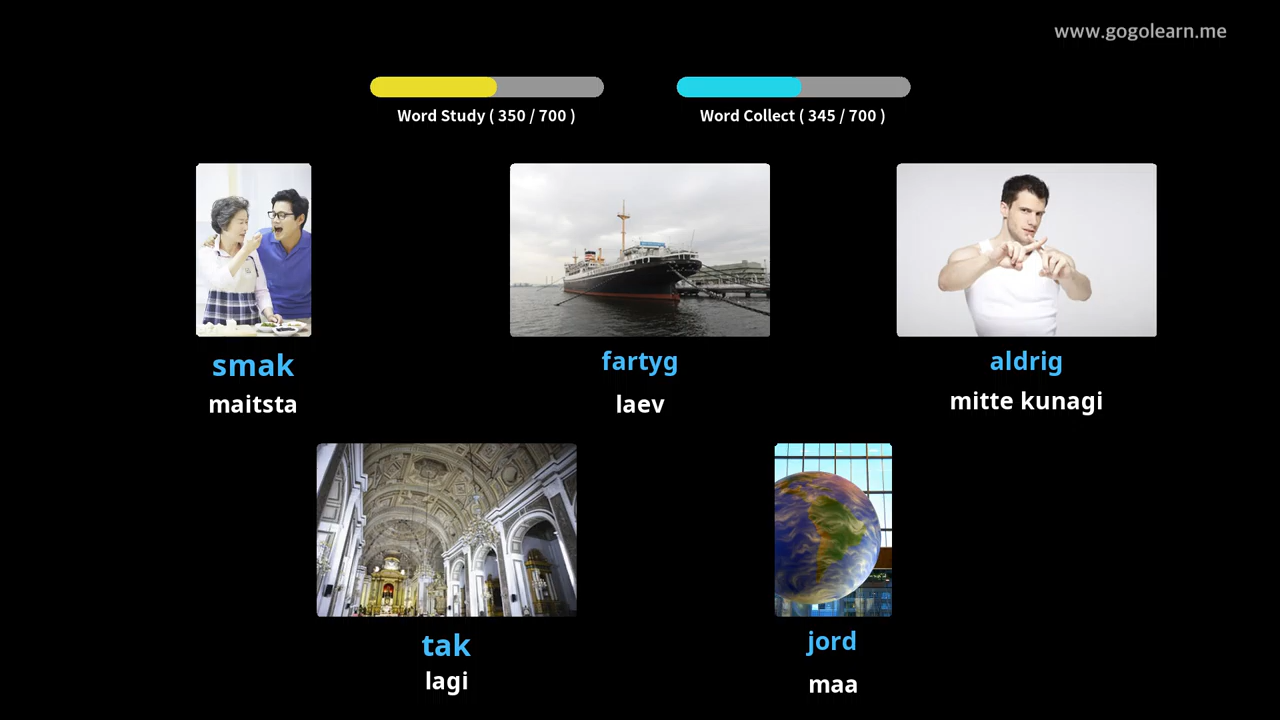 www.gogolearn.me
Word Study ( 350 / 700 )
Word Collect ( 345 / 700 )
smak
maitsta
fartyg
laev
aldrig
mitte kunagi
tak
lagi
jord
maa